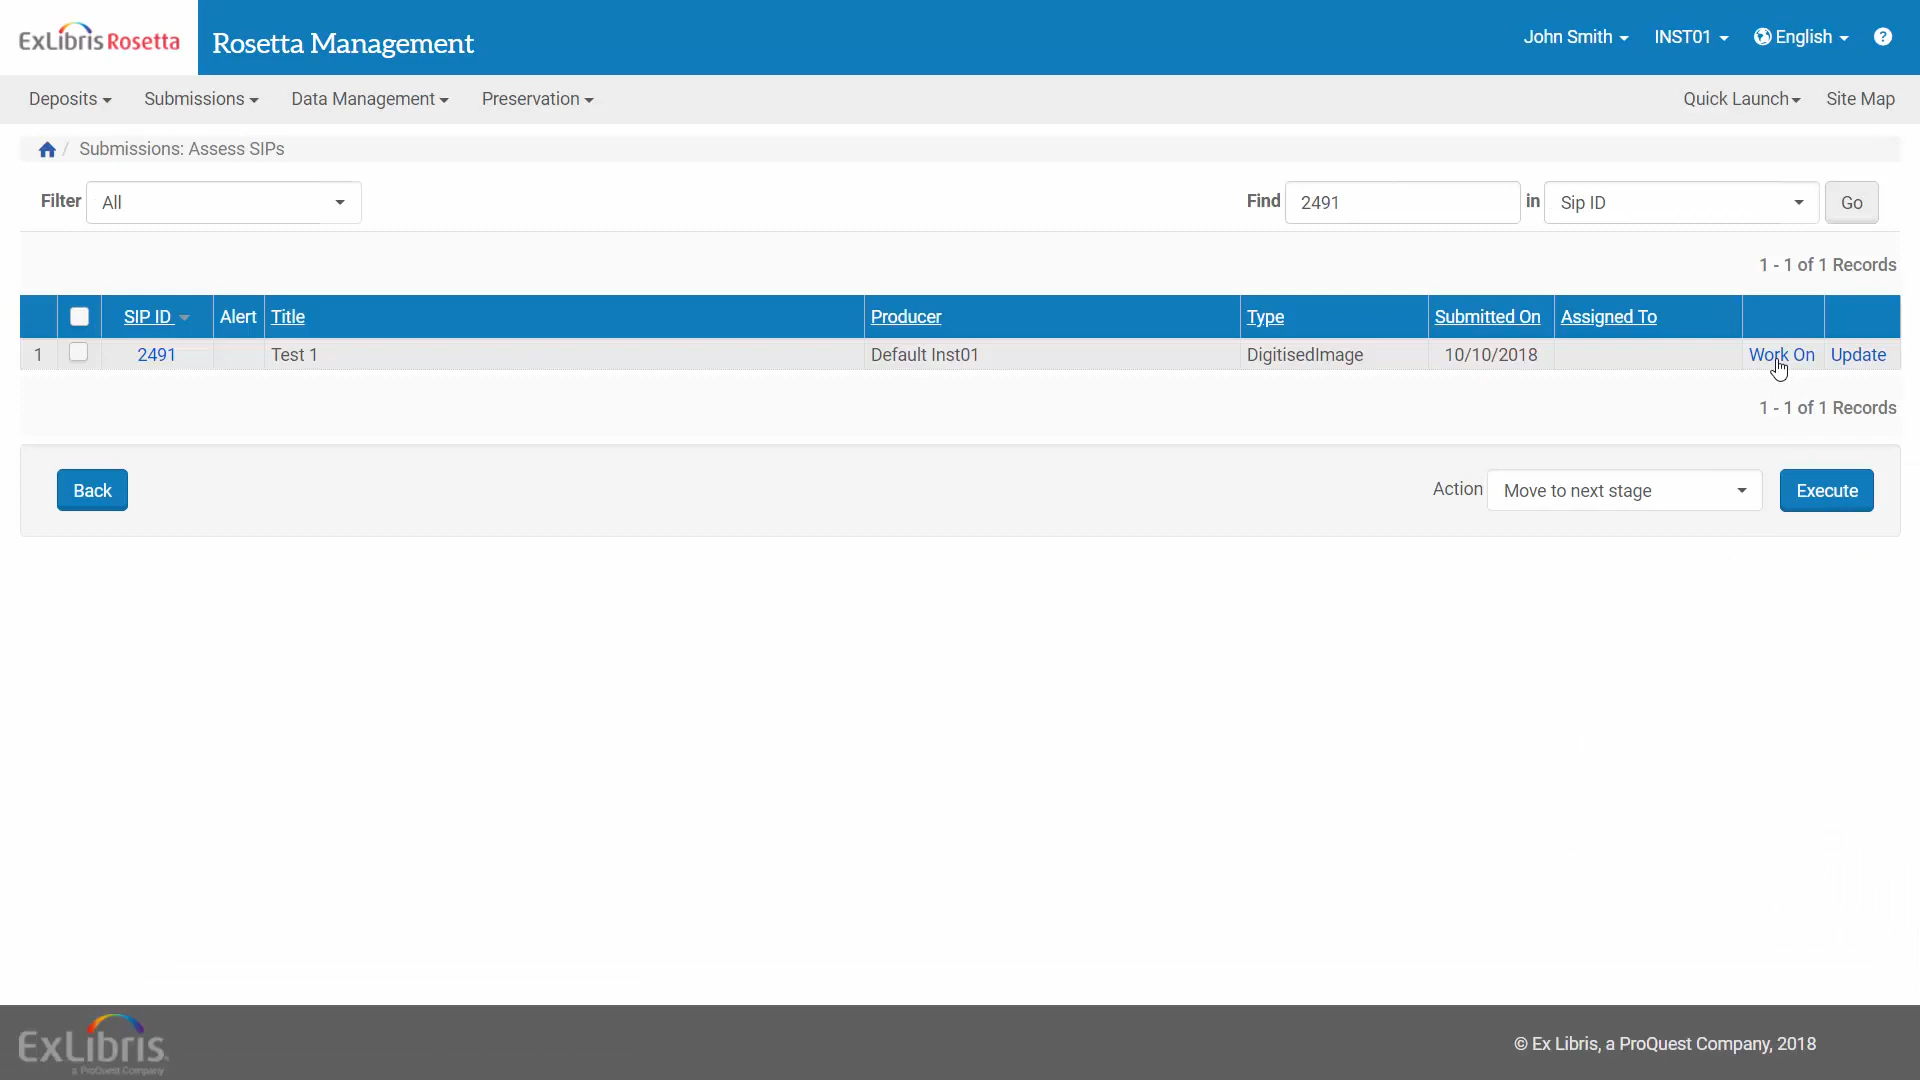 ExLibris Rosetta
Rosetta Management
John Smith
INST01
English
?
Deposits
Submissions
Data Management
Preservation
Quick Launch
Site Map
/ Submissions: Assess SIPs
Filter
All
Find
2491
in
Sip ID
Go
1 - 1 of 1 Records
SIP ID Alert Title Producer Type Submitted On Assigned To
1 2491 Test 1 Default Inst01 DigitisedImage 10/10/2018 Work On Update
1 - 1 of 1 Records
Back
Action
Move to next stage
Execute
ExLibris
a ProQuest Company
© Ex Libris, a ProQuest Company, 2018